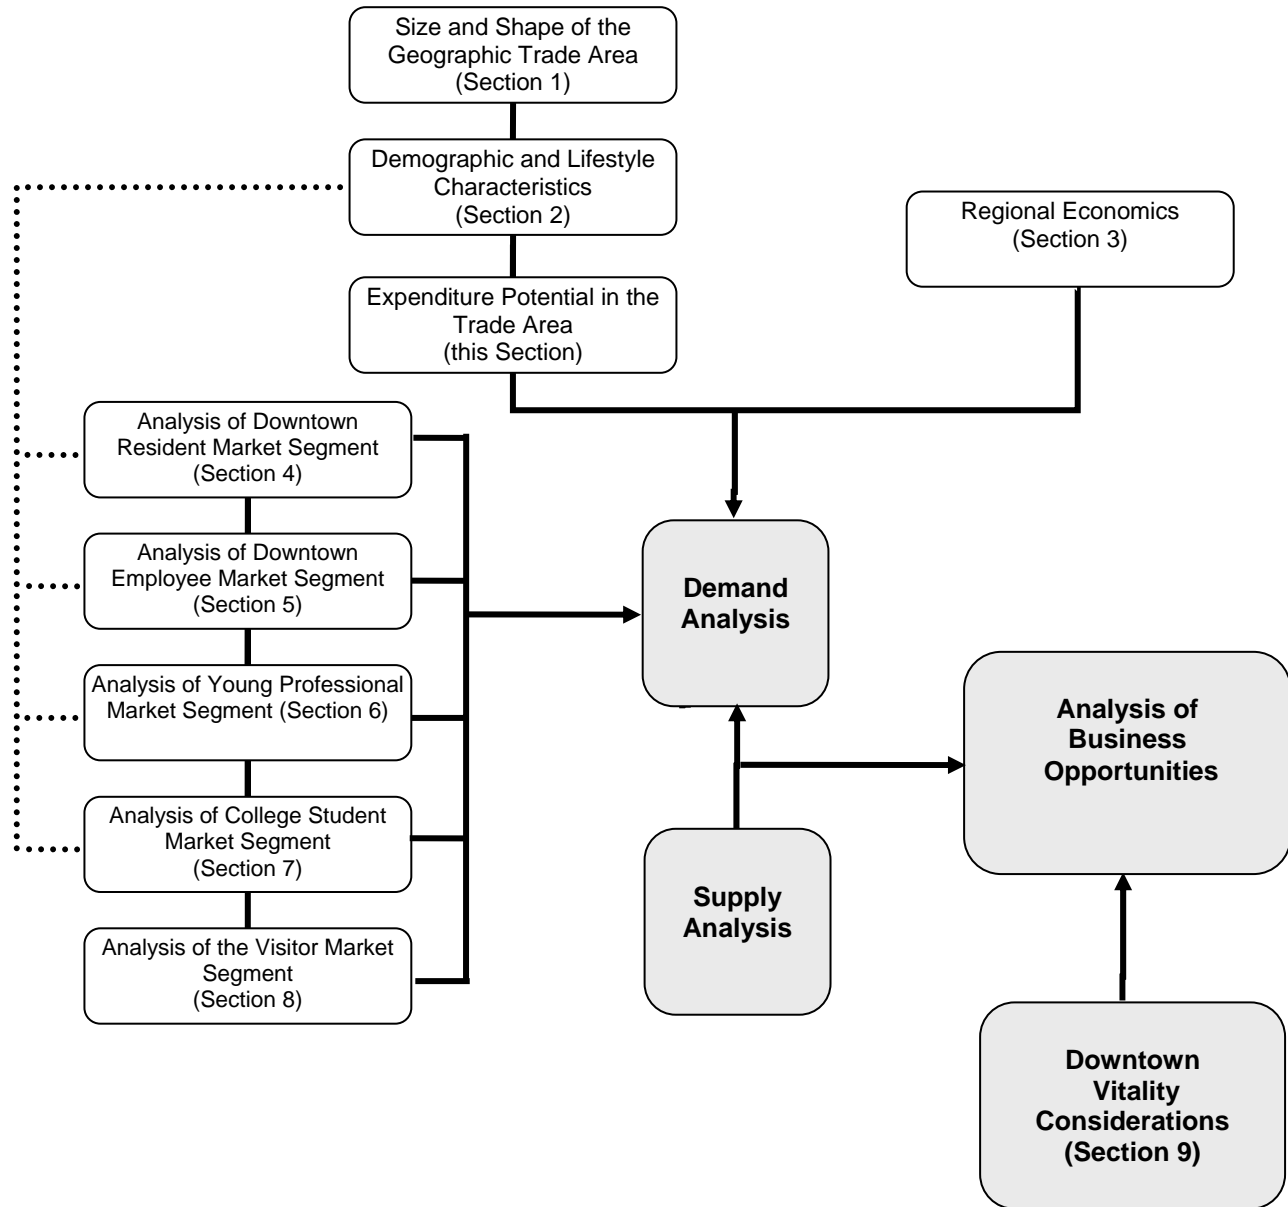 Size and Shape of the
Geographic Trade Area
(Section 1)
Demographic and Lifestyle
Characteristics
(Section 2)
Regional Economics
(Section 3)
Expenditure Potential in the
Trade Area
(this Section)
Analysis of Downtown
Resident Market Segment
(Section 4)
Analysis of Downtown
Employee Market Segment
(Section 5)
Analysis of Young Professional
Market Segment (Section 6)
Analysis of College Student
Market Segment
(Section 7)
Analysis of the Visitor Market
Segment
(Section 8)
Demand
Analysis
Supply
Analysis
Analysis of
Business
Opportunities
Downtown
Vitality
Considerations
(Section 9)